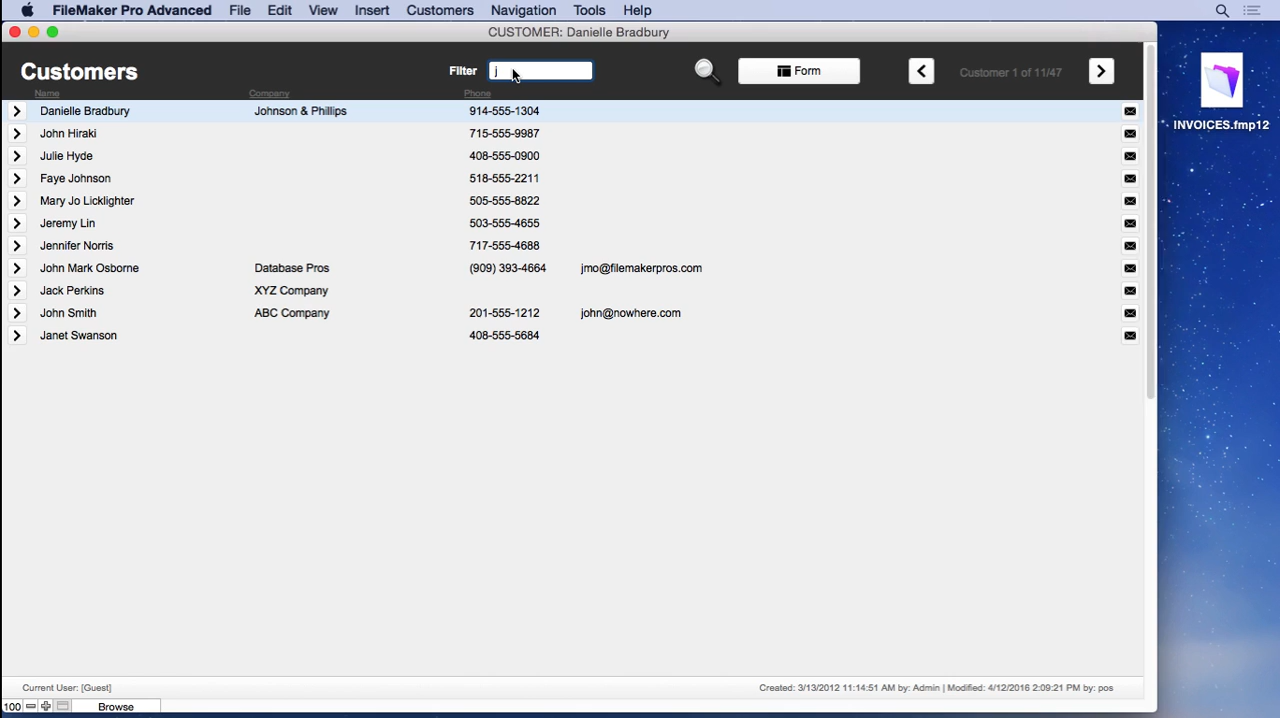 FileMaker Pro Advanced File Edit View Insert Customers Navigation Tools Help
CUSTOMER: Danielle Bradbury
Customers Filter j Form Customer 1 of 11/47
Name Company Phone
Danielle Bradbury Johnson & Phillips 914-555-1304
John Hiraki 715-555-9987
Julie Hyde 408-555-0900
Faye Johnson 518-555-2211
Mary Jo Licklighter 505-555-8822
Jeremy Lin 503-555-4655
Jennifer Norris 717-555-4688
John Mark Osborne Database Pros (909) 393-4664 jmo@filemakerpros.com
Jack Perkins XYZ Company
John Smith ABC Company 201-555-1212 john@nowhere.com
Janet Swanson 408-555-5684
INVOICES.fmp12
Current User: [Guest] Created: 3/13/2012 11:14:51 AM by: Admin | Modified: 4/12/2016 2:09:21 PM by: pos
100 Browse